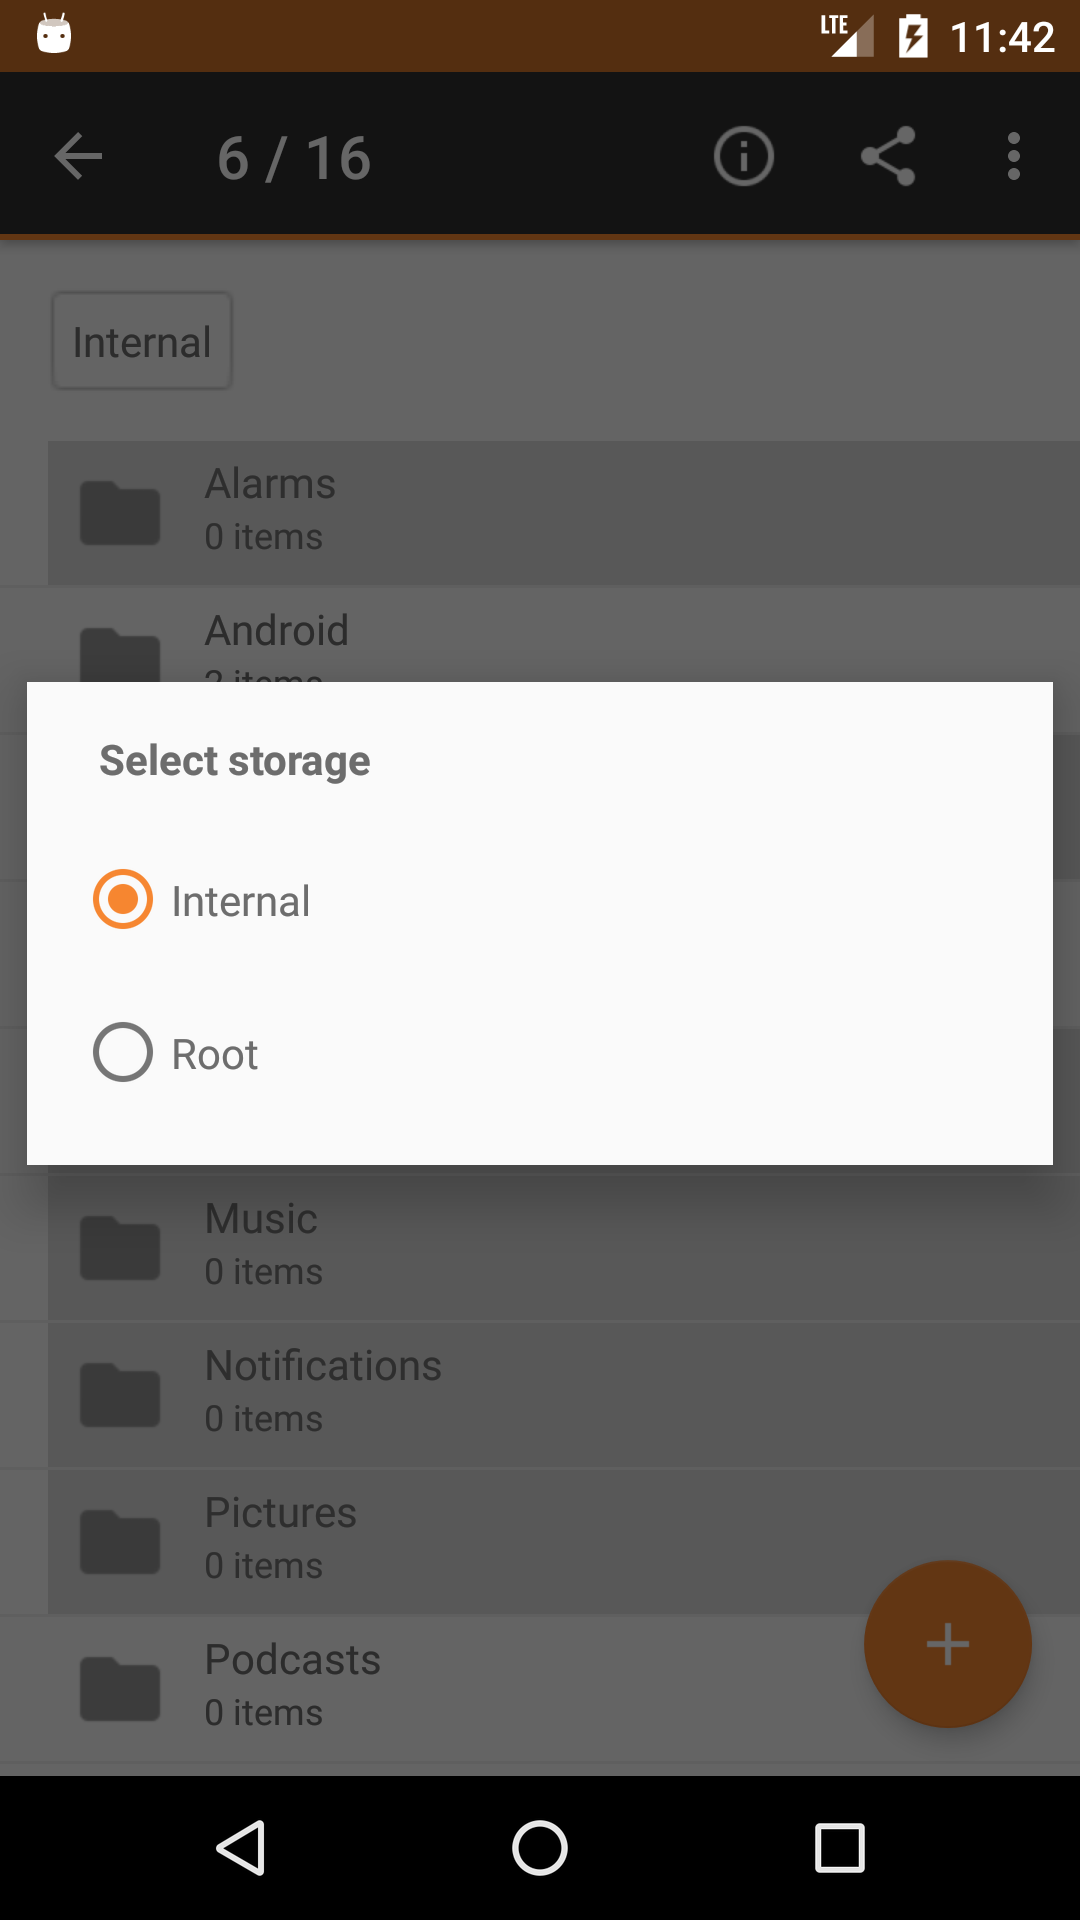 LTE 11:42
6 / 16
Internal
Alarms
0 items
Android
Select storage
Internal
Root
Music
0 items
Notifications
0 items
Pictures
0 items
Podcasts
0 items